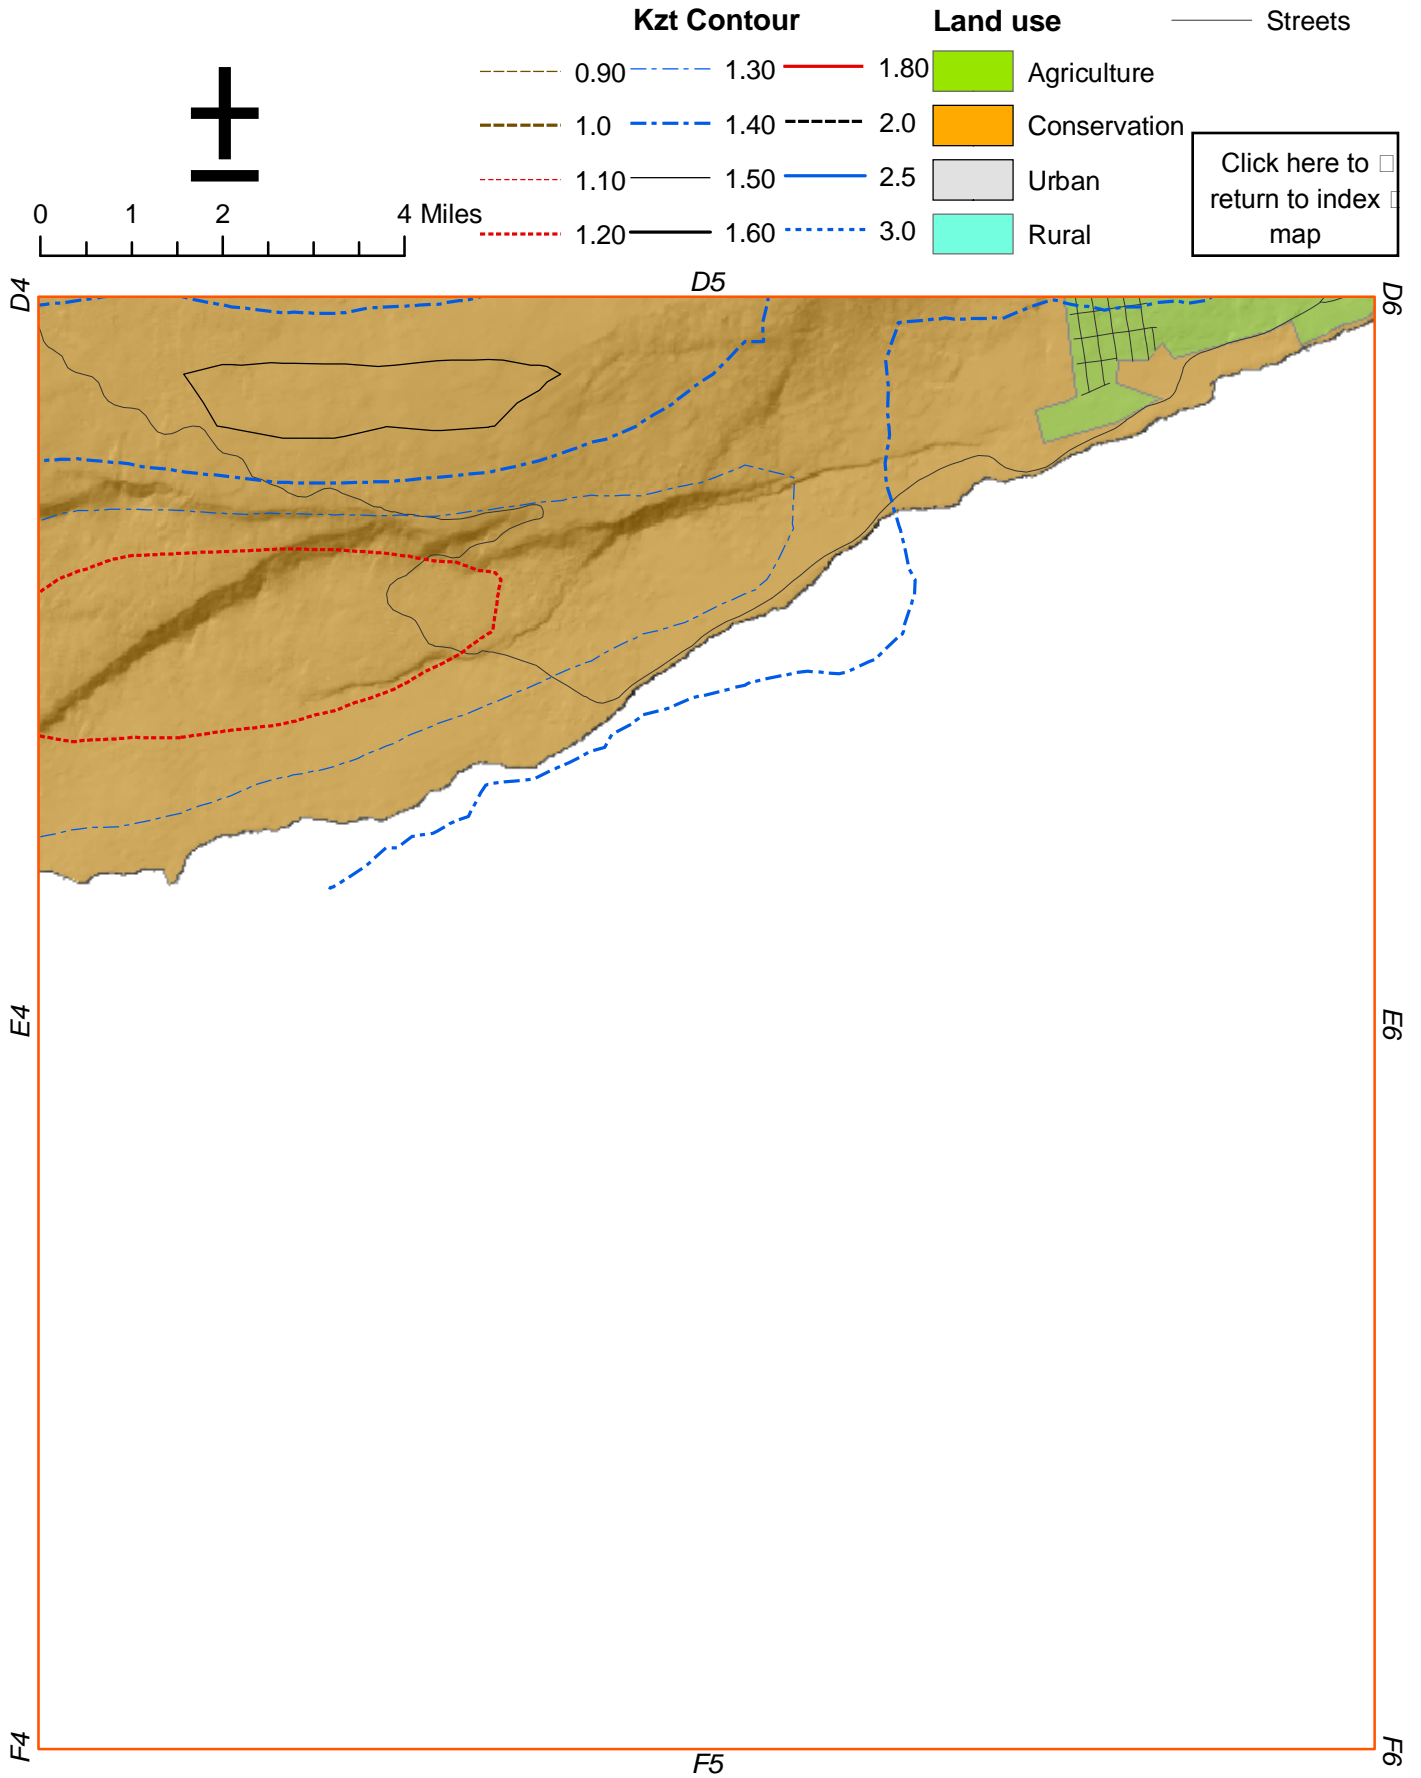 Kzt Contour
Land use
Streets
0.90
1.30
1.80
Agriculture
1.0
1.40
2.0
Conservation
1.10
1.50
2.5
Urban
1.20
1.60
3.0
Rural
Click here to
return to index
map
0 1 2 4 Miles
D4
D5
D6
E4
E6
F4
F5
F6